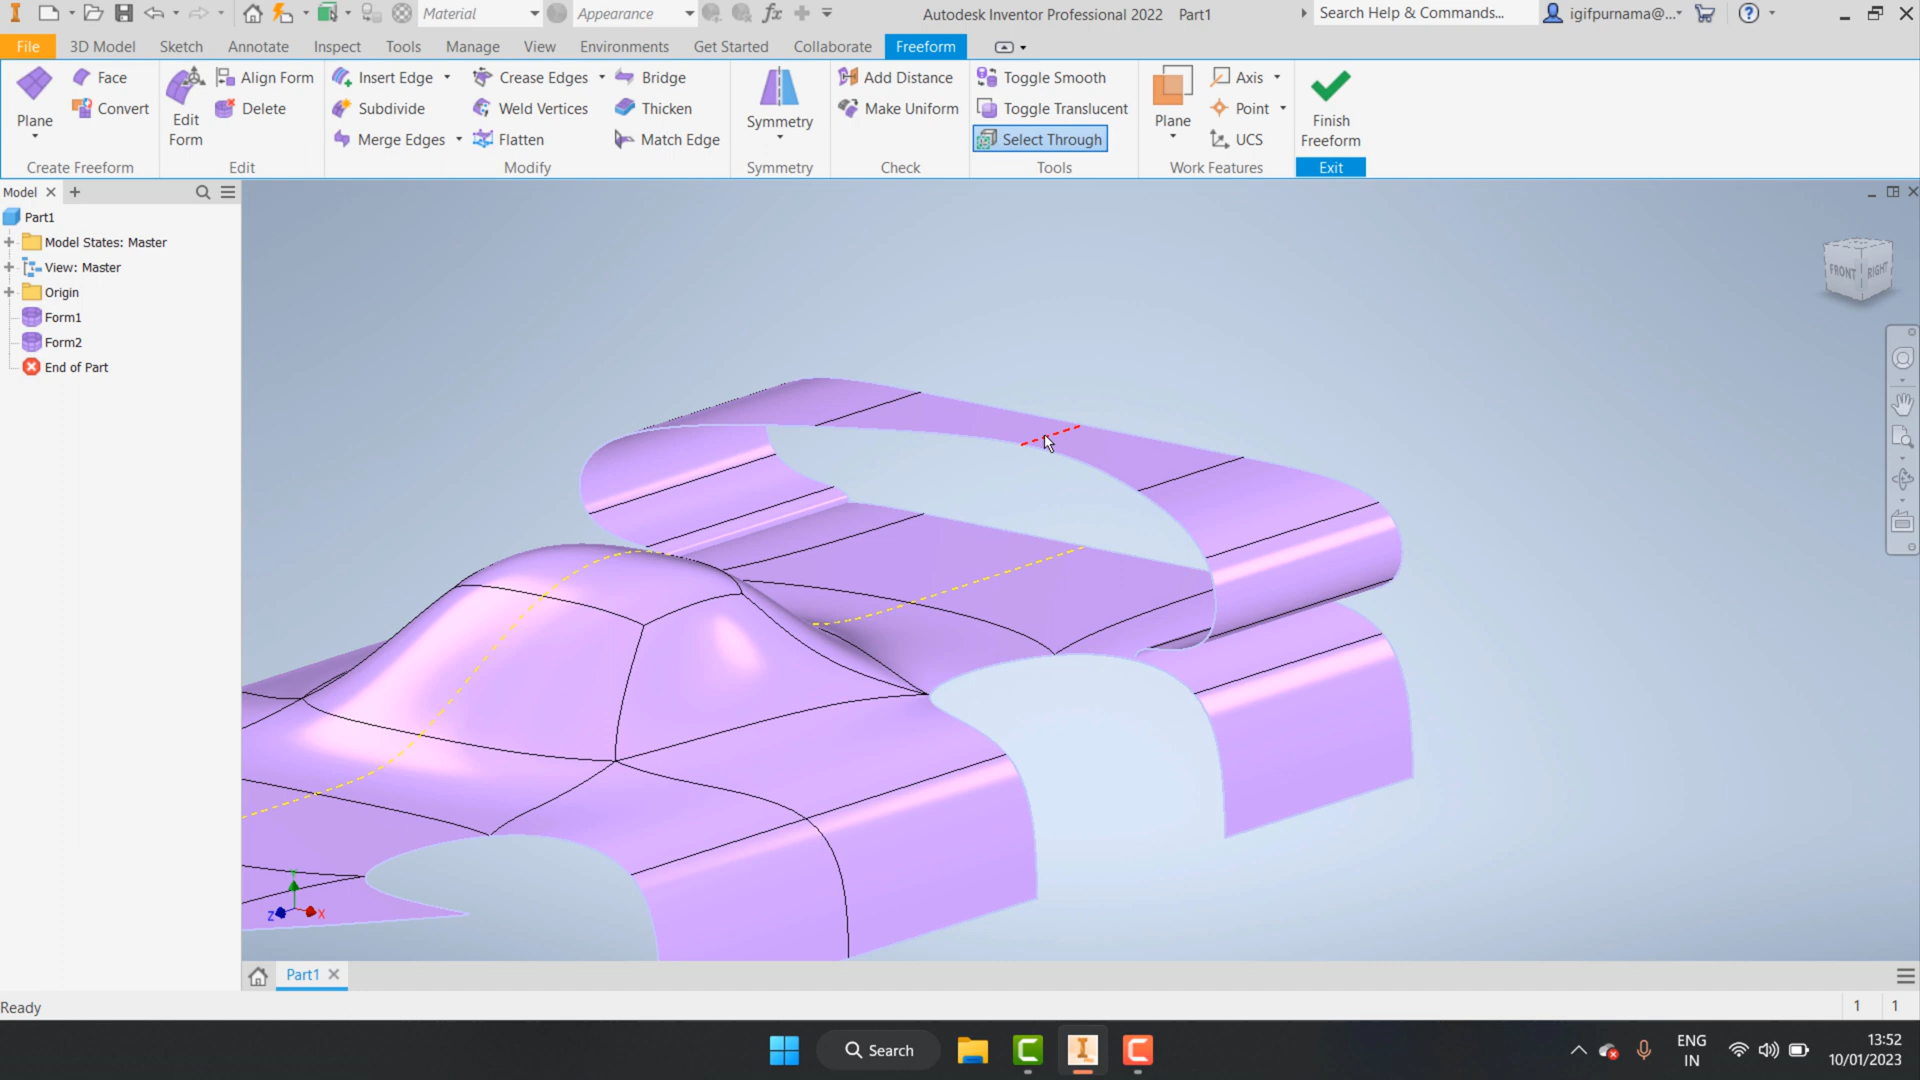 Material
Appearance
Autodesk Inventor Professional 2022 Part1
Search Help & Commands...
igifpurnama@...
File
3D Model
Sketch
Annotate
Inspect
Tools
Manage
View
Environments
Get Started
Collaborate
Freeform
Plane
Face
Convert
Create Freeform
Edit
Form
Align Form
Delete
Edit
Insert Edge
Subdivide
Merge Edges
Crease Edges
Weld Vertices
Flatten
Bridge
Thicken
Match Edge
Modify
Symmetry
Symmetry
Add Distance
Make Uniform
Check
Toggle Smooth
Toggle Translucent
Select Through
Tools
Plane
Axis
Point
UCS
Work Features
Finish
Freeform
Exit
Model
Part1
Model States: Master
View: Master
Origin
Form1
Form2
End of Part
FRONT
RIGHT
Y
Z
X
Part1
Ready
1 1
Search
ENG
IN
13:52
10/01/2023